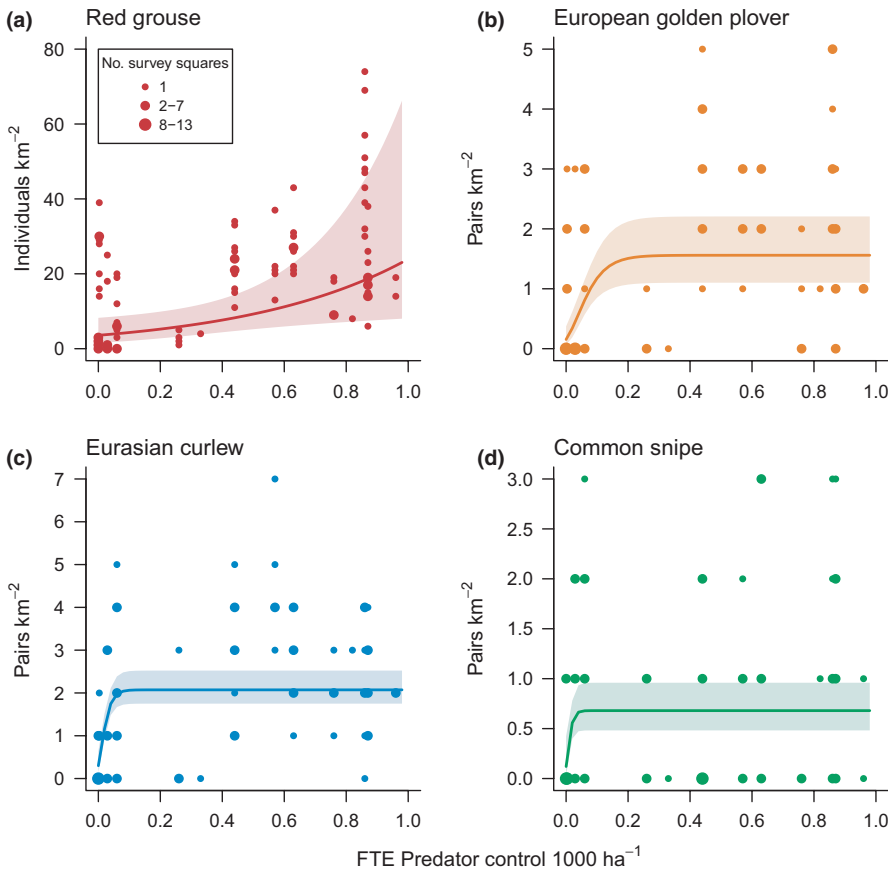 (a) Red grouse
80
60
40
20
0
Individuals km⁻²
No. survey squares
1
2–7
8–13
0.0 0.2 0.4 0.6 0.8 1.0
(b) European golden plover
5
4
3
2
1
0
Pairs km⁻²
0.0 0.2 0.4 0.6 0.8 1.0
(c) Eurasian curlew
7
6
5
4
3
2
1
0
Pairs km⁻²
0.0 0.2 0.4 0.6 0.8 1.0
(d) Common snipe
3.0
2.5
2.0
1.5
1.0
0.5
0.0
Pairs km⁻²
0.0 0.2 0.4 0.6 0.8 1.0
FTE Predator control 1000 ha⁻¹